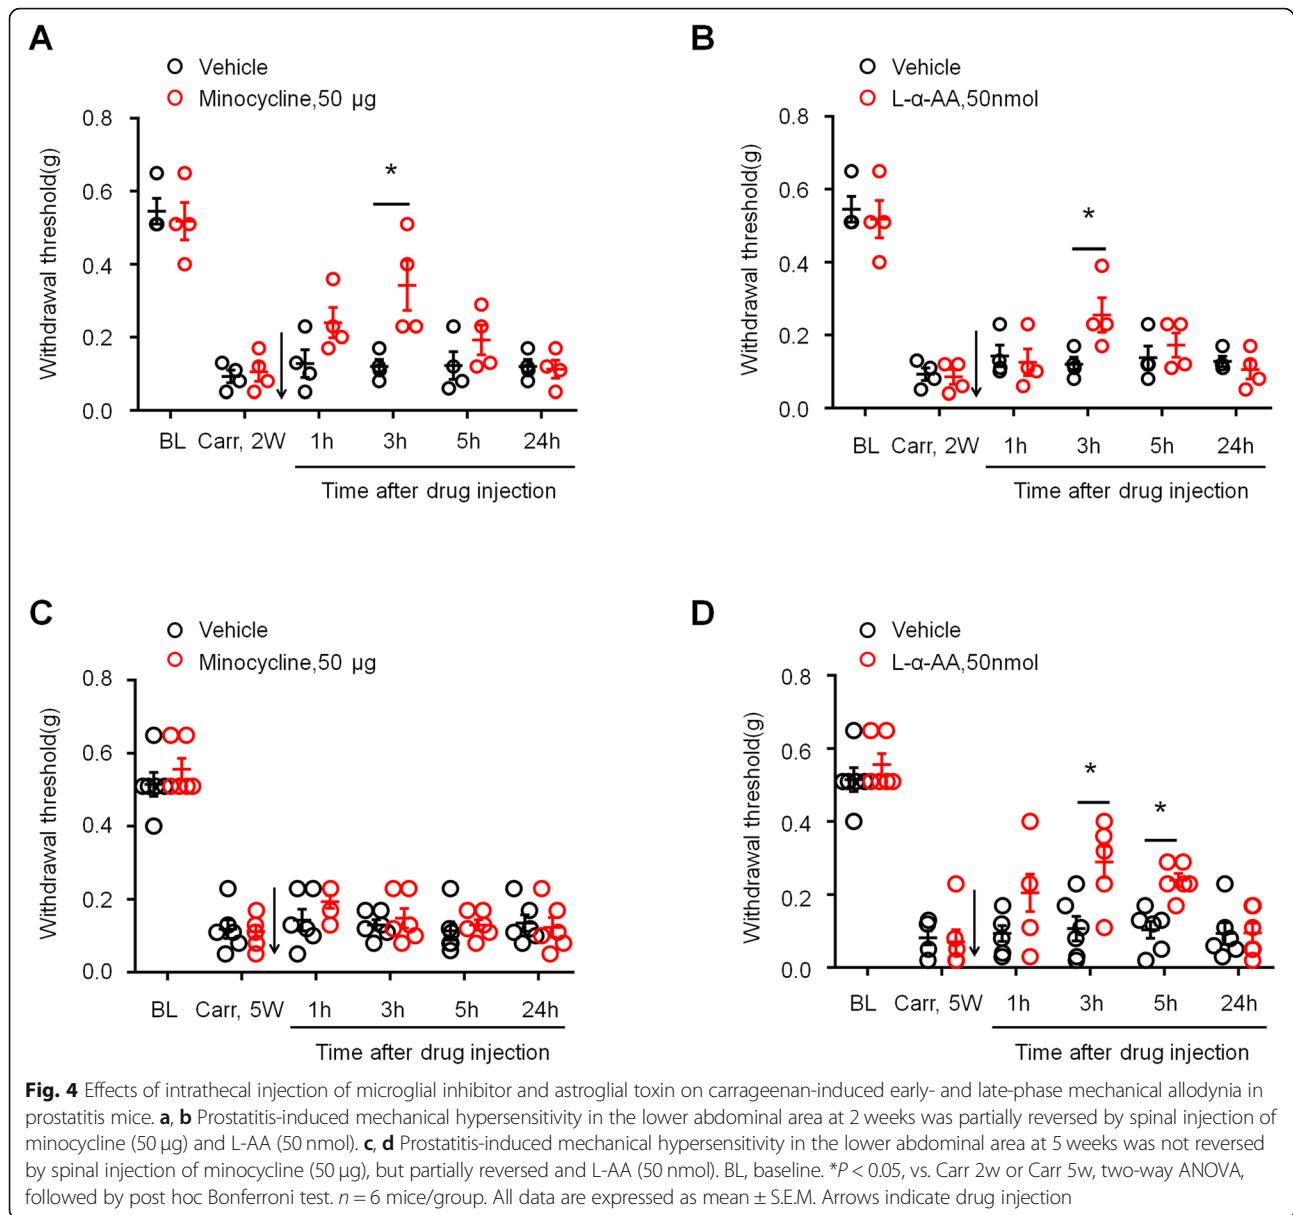 A
Vehicle
Minocycline,50 µg
Withdrawal threshold(g)
0.8
0.6
0.4
0.2
0.0
*
BL
Carr, 2W
1h
3h
5h
24h
Time after drug injection
B
Vehicle
L-α-AA,50nmol
Withdrawal threshold(g)
0.8
0.6
0.4
0.2
0.0
*
BL
Carr, 2W
1h
3h
5h
24h
Time after drug injection
C
Vehicle
Minocycline,50 µg
Withdrawal threshold(g)
0.8
0.6
0.4
0.2
0.0
BL
Carr, 5W
1h
3h
5h
24h
Time after drug injection
D
Vehicle
L-α-AA,50nmol
Withdrawal threshold(g)
0.8
0.6
0.4
0.2
0.0
*
*
BL
Carr, 5W
1h
3h
5h
24h
Time after drug injection
Fig. 4 Effects of intrathecal injection of microglial inhibitor and astroglial toxin on carrageenan-induced early- and late-phase mechanical allodynia in
prostatitis mice. a, b Prostatitis-induced mechanical hypersensitivity in the lower abdominal area at 2 weeks was partially reversed by spinal injection of
minocycline (50 µg) and L-AA (50 nmol). c, d Prostatitis-induced mechanical hypersensitivity in the lower abdominal area at 5 weeks was not reversed
by spinal injection of minocycline (50 µg), but partially reversed and L-AA (50 nmol). BL, baseline. *P < 0.05, vs. Carr 2w or Carr 5w, two-way ANOVA,
followed by post hoc Bonferroni test. n = 6 mice/group. All data are expressed as mean ± S.E.M. Arrows indicate drug injection